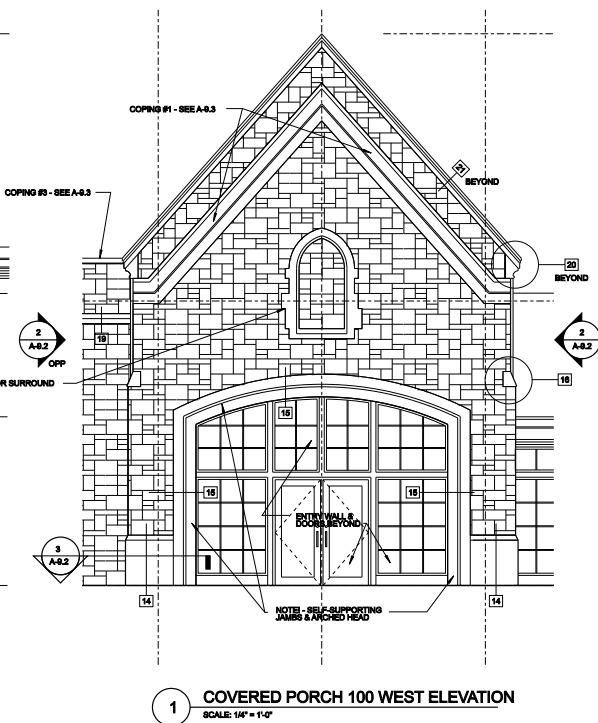 COPING #1 - SEE A-9.3
21
BEYOND
COPING #3 - SEE A-9.3
20
BEYOND
2
A-9.2
OPP
19
2
A-9.2
OR SURROUND
16
15
15
15
ENTRY WALL &
DOORS BEYOND
3
A-9.2
14
14
NOTE! - SELF-SUPPORTING
JAMBS & ARCHED HEAD
1
COVERED PORCH 100 WEST ELEVATION
SCALE: 1/4" = 1'-0"